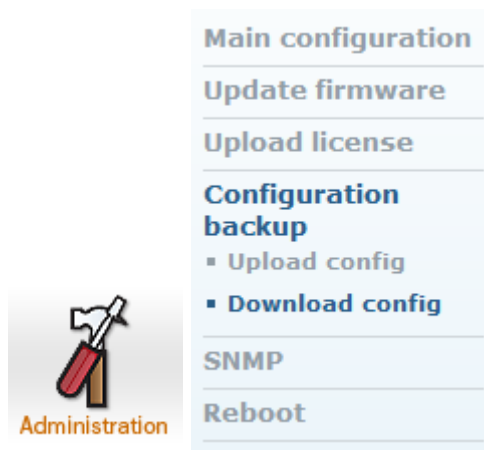 Main configuration
Update firmware
Upload license
Configuration
backup
Upload config
Download config
SNMP
Reboot
Administration